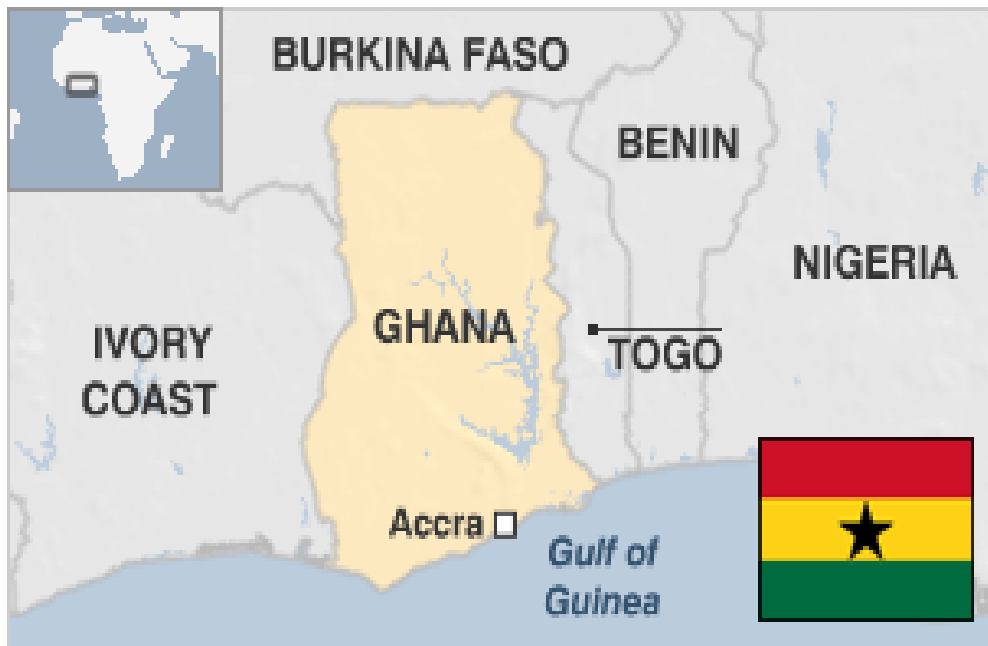 BURKINA FASO
BENIN
NIGERIA
GHANA
IVORY
COAST
TOGO
Accra
Gulf of
Guinea